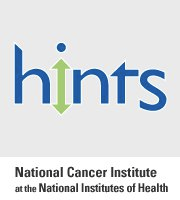 hints
National Cancer Institute
at the National Institutes of Health